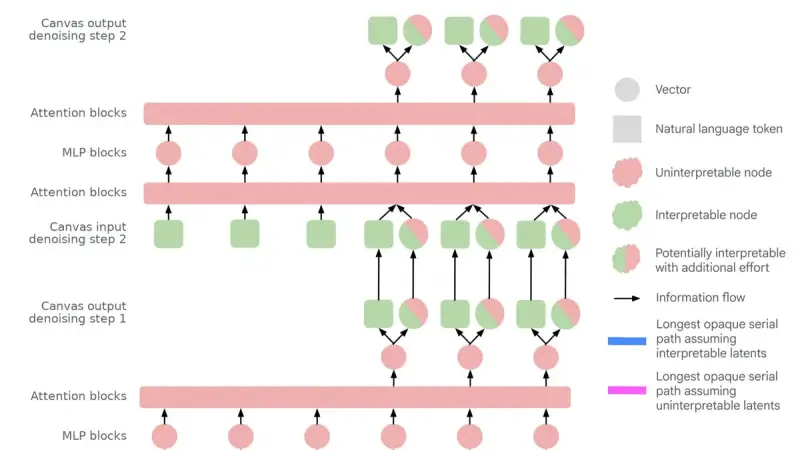 Canvas output
denoising step 2
Attention blocks
MLP blocks
Attention blocks
Canvas input
denoising step 2
Canvas output
denoising step 1
Attention blocks
MLP blocks
Vector
Natural language token
Uninterpretable node
Interpretable node
Potentially interpretable
with additional effort
Information flow
Longest opaque serial
path assuming
interpretable latents
Longest opaque serial
path assuming
uninterpretable latents